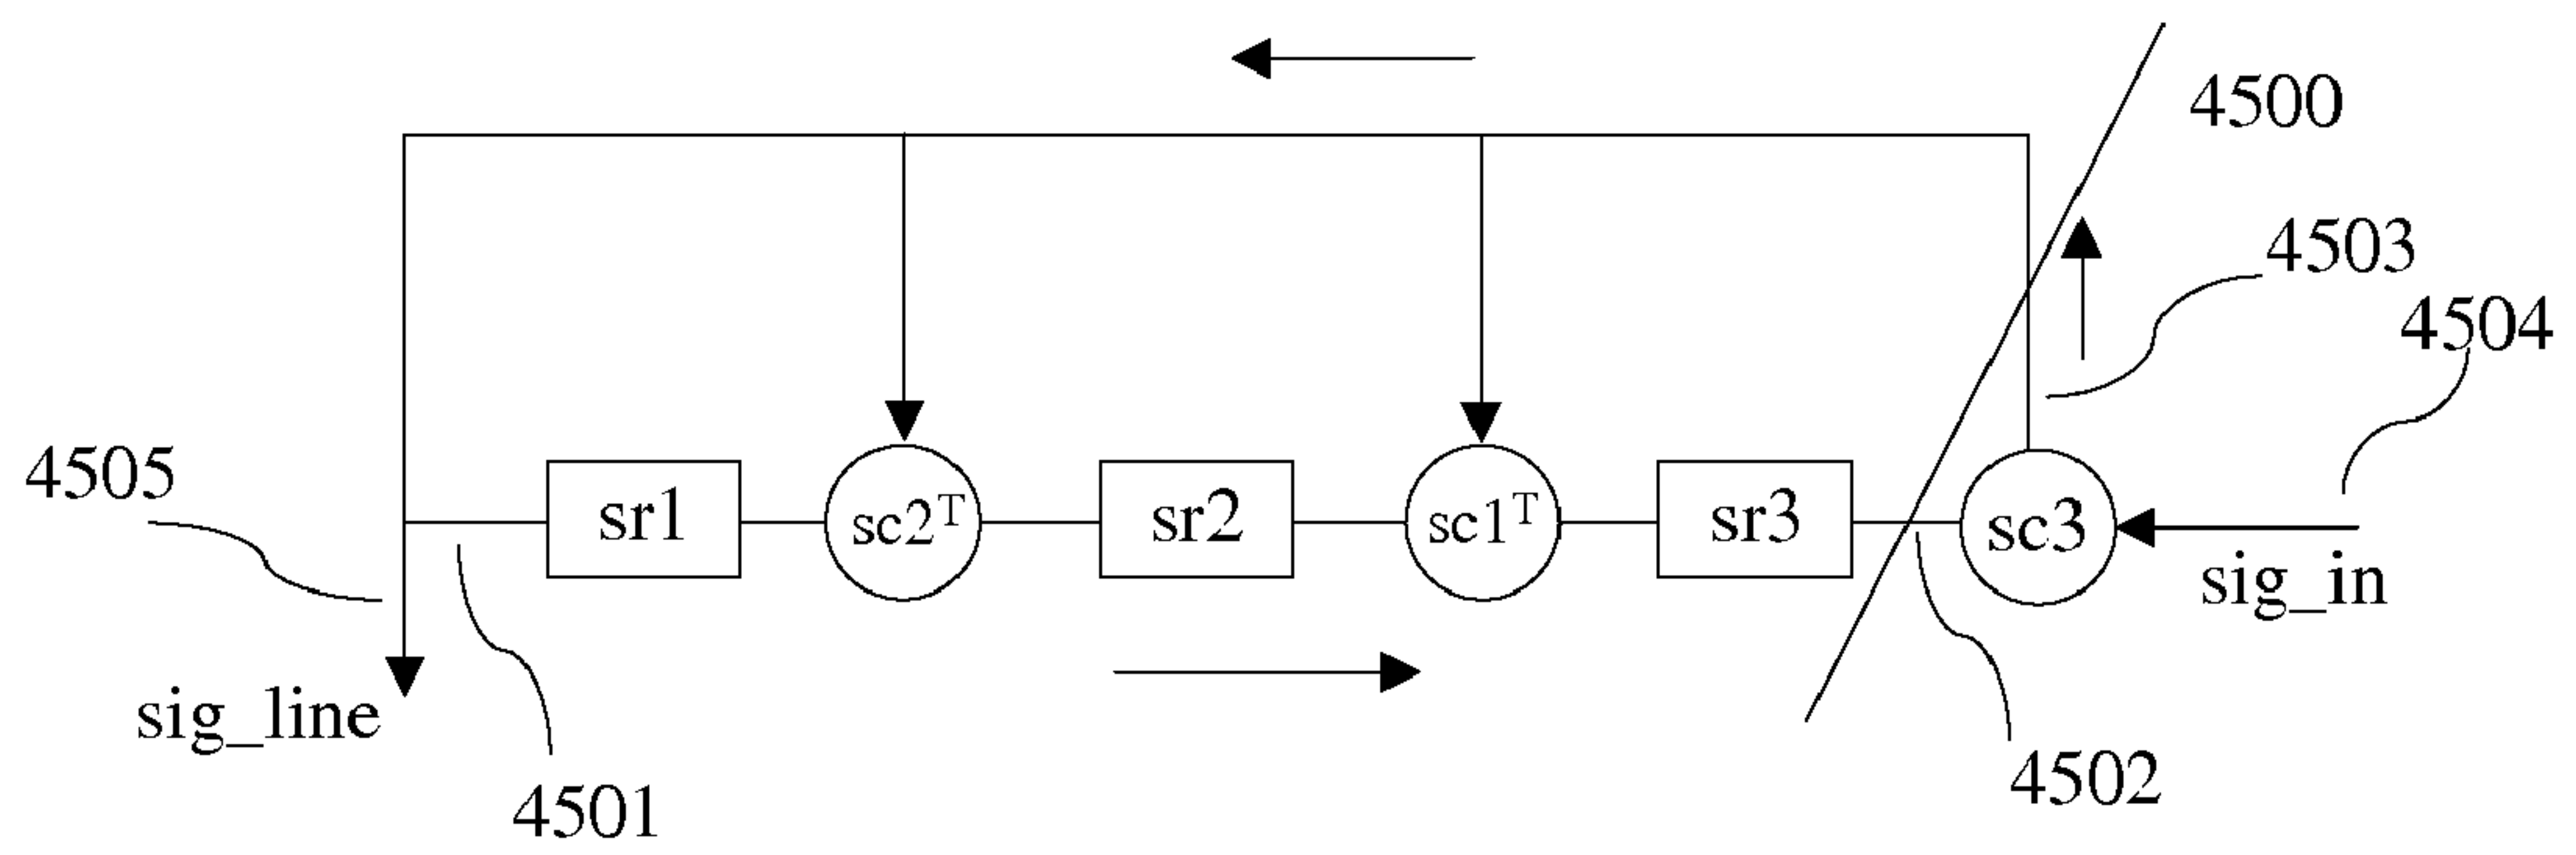 4500
4503
4504
4505
sr1
sc2ᵀ
sr2
sc1ᵀ
sr3
sc3
sig_in
sig_line
4501
4502